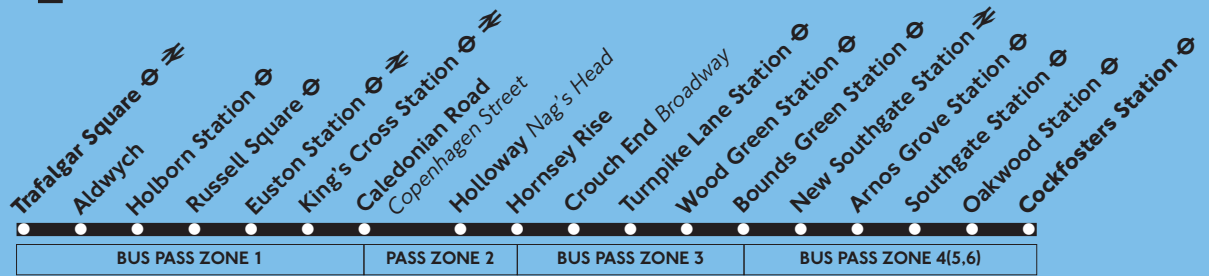 Trafalgar Square
Aldwych
Holborn Station
Russell Square
Euston Station
King's Cross Station
Caledonian Road
Copenhagen Street
Holloway Nag's Head
Hornsey Rise
Crouch End Broadway
Turnpike Lane Station
Wood Green Station
Bounds Green Station
New Southgate Station
Arnos Grove Station
Southgate Station
Oakwood Station
Cockfosters Station
BUS PASS ZONE 1
PASS ZONE 2
BUS PASS ZONE 3
BUS PASS ZONE 4(5,6)